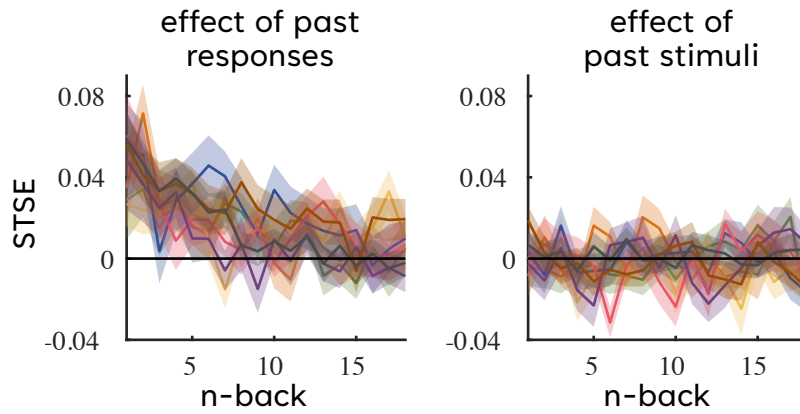 effect of past
responses
effect of
past stimuli
STSE
0.08
0.04
0
-0.04
5
10
15
n-back
0.08
0.04
0
-0.04
5
10
15
n-back